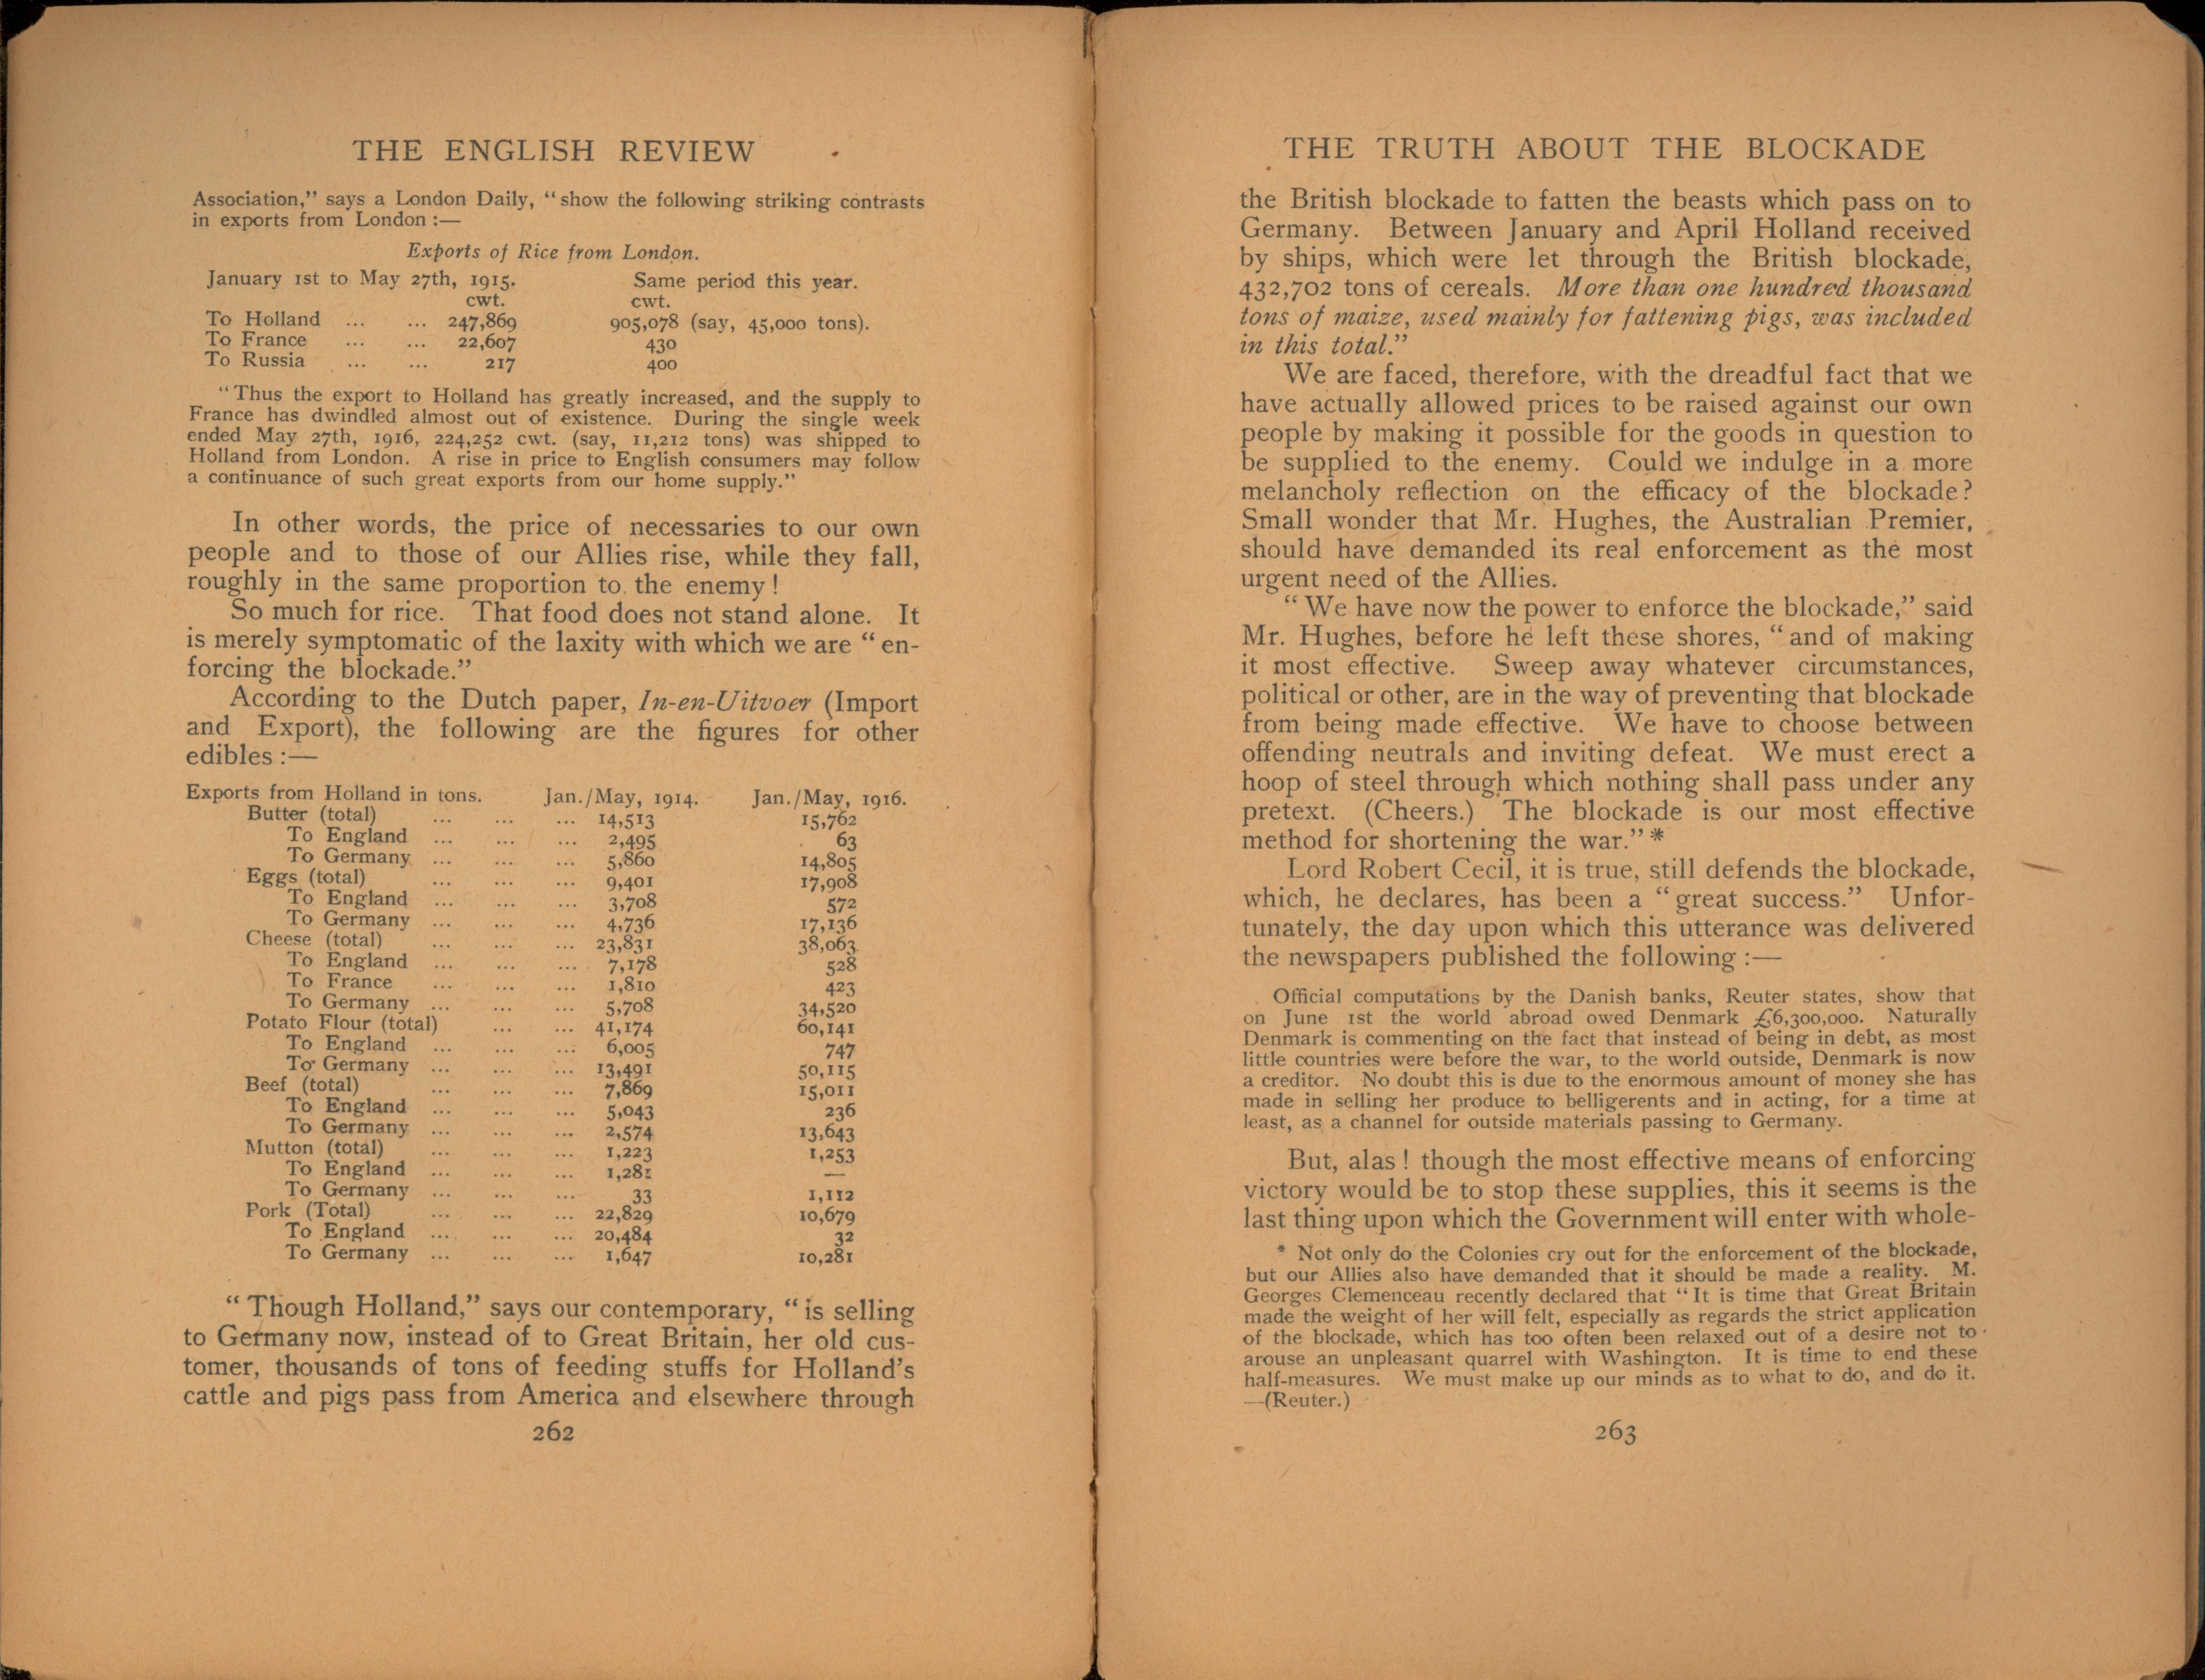 THE ENGLISH REVIEW
Association,” says a London Daily, “show the following striking contrasts
in exports from London :—
Exports of Rice from London.
January 1st to May 27th, 1915. Same period this year.
cwt. cwt.
To Holland ... ... 247,869 905,078 (say, 45,000 tons).
To France ... ... 22,607 430
To Russia ... ... 217 400
“Thus the export to Holland has greatly increased, and the supply to
France has dwindled almost out of existence. During the single week
ended May 27th, 1916, 224,252 cwt. (say, 11,212 tons) was shipped to
Holland from London. A rise in price to English consumers may follow
a continuance of such great exports from our home supply.”
In other words, the price of necessaries to our own
people and to those of our Allies rise, while they fall,
roughly in the same proportion to the enemy!
So much for rice. That food does not stand alone. It
is merely symptomatic of the laxity with which we are “en-
forcing the blockade.”
According to the Dutch paper, In-en-Uitvoer (Import
and Export), the following are the figures for other
edibles :—
Exports from Holland in tons. Jan./May, 1914. Jan./May, 1916.
Butter (total) ... ... ... 14,513 15,762
To England ... ... ... 2,495 63
To Germany ... ... ... 5,860 14,805
Eggs (total) ... ... ... 9,401 17,908
To England ... ... ... 3,708 572
To Germany ... ... ... 4,736 17,136
Cheese (total) ... ... ... 23,831 38,063
To England ... ... ... 7,178 528
To France ... ... ... 1,810 423
To Germany ... ... ... 5,708 34,520
Potato Flour (total) ... ... 41,174 60,141
To England ... ... ... 6,005 747
To Germany ... ... ... 13,491 50,115
Beef (total) ... ... ... 7,869 15,011
To England ... ... ... 5,043 236
To Germany ... ... ... 2,574 13,643
Mutton (total) ... ... ... 1,223 1,253
To England ... ... ... 1,281 —
To Germany ... ... ... 33 1,112
Pork (Total) ... ... ... 22,829 10,679
To England ... ... ... 20,484 32
To Germany ... ... ... 1,647 10,281
“Though Holland,” says our contemporary, “is selling
to Germany now, instead of to Great Britain, her old cus-
tomer, thousands of tons of feeding stuffs for Holland’s
cattle and pigs pass from America and elsewhere through
262
THE TRUTH ABOUT THE BLOCKADE
the British blockade to fatten the beasts which pass on to
Germany. Between January and April Holland received
by ships, which were let through the British blockade,
432,702 tons of cereals. More than one hundred thousand
tons of maize, used mainly for fattening pigs, was included
in this total.”
We are faced, therefore, with the dreadful fact that we
have actually allowed prices to be raised against our own
people by making it possible for the goods in question to
be supplied to the enemy. Could we indulge in a more
melancholy reflection on the efficacy of the blockade?
Small wonder that Mr. Hughes, the Australian Premier,
should have demanded its real enforcement as the most
urgent need of the Allies.
“We have now the power to enforce the blockade,” said
Mr. Hughes, before he left these shores, “and of making
it most effective. Sweep away whatever circumstances,
political or other, are in the way of preventing that blockade
from being made effective. We have to choose between
offending neutrals and inviting defeat. We must erect a
hoop of steel through which nothing shall pass under any
pretext. (Cheers.) The blockade is our most effective
method for shortening the war.”*
Lord Robert Cecil, it is true, still defends the blockade,
which, he declares, has been a “great success.” Unfor-
tunately, the day upon which this utterance was delivered
the newspapers published the following :—
Official computations by the Danish banks, Reuter states, show that
on June 1st the world abroad owed Denmark £6,300,000. Naturally
Denmark is commenting on the fact that instead of being in debt, as most
little countries were before the war, to the world outside, Denmark is now
a creditor. No doubt this is due to the enormous amount of money she has
made in selling her produce to belligerents and in acting, for a time at
least, as a channel for outside materials passing to Germany.
But, alas! though the most effective means of enforcing
victory would be to stop these supplies, this it seems is the
last thing upon which the Government will enter with whole-
* Not only do the Colonies cry out for the enforcement of the blockade,
but our Allies also have demanded that it should be made a reality. M.
Georges Clemenceau recently declared that “It is time that Great Britain
made the weight of her will felt, especially as regards the strict application
of the blockade, which has too often been relaxed out of a desire not to
arouse an unpleasant quarrel with Washington. It is time to end these
half-measures. We must make up our minds as to what to do, and do it.
—(Reuter.)
263